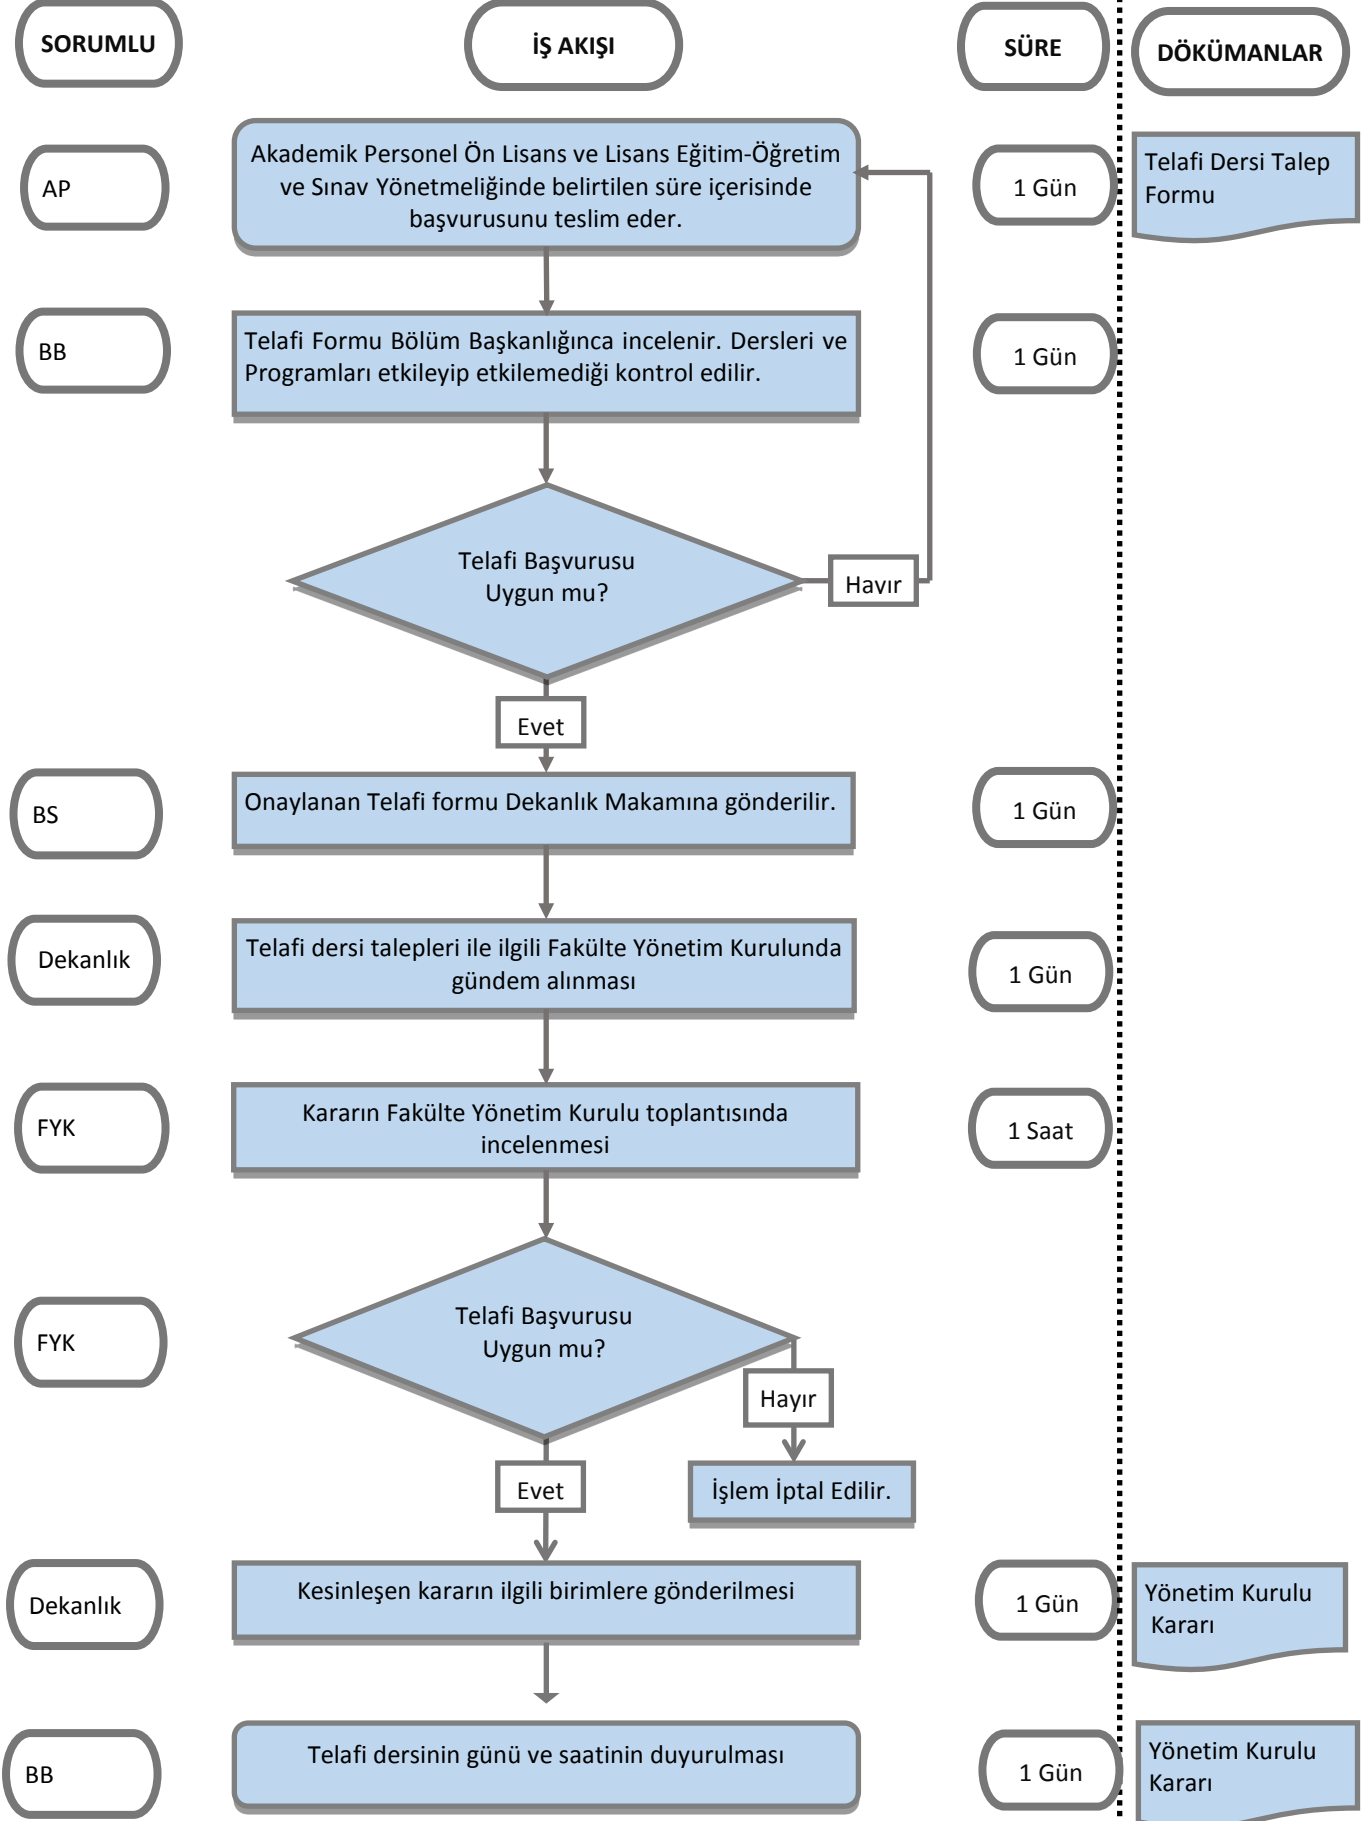 SORUMLU
İŞ AKIŞI
SÜRE
DÖKÜMANLAR
AP
Akademik Personel Ön Lisans ve Lisans Eğitim-Öğretim
ve Sınav Yönetmeliğinde belirtilen süre içerisinde
başvurusunu teslim eder.
1 Gün
Telafi Dersi Talep
Formu
BB
Telafi Formu Bölüm Başkanlığınca incelenir. Dersleri ve
Programları etkileyip etkilemediği kontrol edilir.
1 Gün
Telafi Başvurusu
Uygun mu?
Hayır
Evet
BS
Onaylanan Telafi formu Dekanlık Makamına gönderilir.
1 Gün
Dekanlık
Telafi dersi talepleri ile ilgili Fakülte Yönetim Kurulunda
gündem alınması
1 Gün
FYK
Kararın Fakülte Yönetim Kurulu toplantısında
incelenmesi
1 Saat
FYK
Telafi Başvurusu
Uygun mu?
Hayır
Evet
İşlem İptal Edilir.
Dekanlık
Kesinleşen kararın ilgili birimlere gönderilmesi
1 Gün
Yönetim Kurulu
Kararı
BB
Telafi dersinin günü ve saatinin duyurulması
1 Gün
Yönetim Kurulu
Kararı